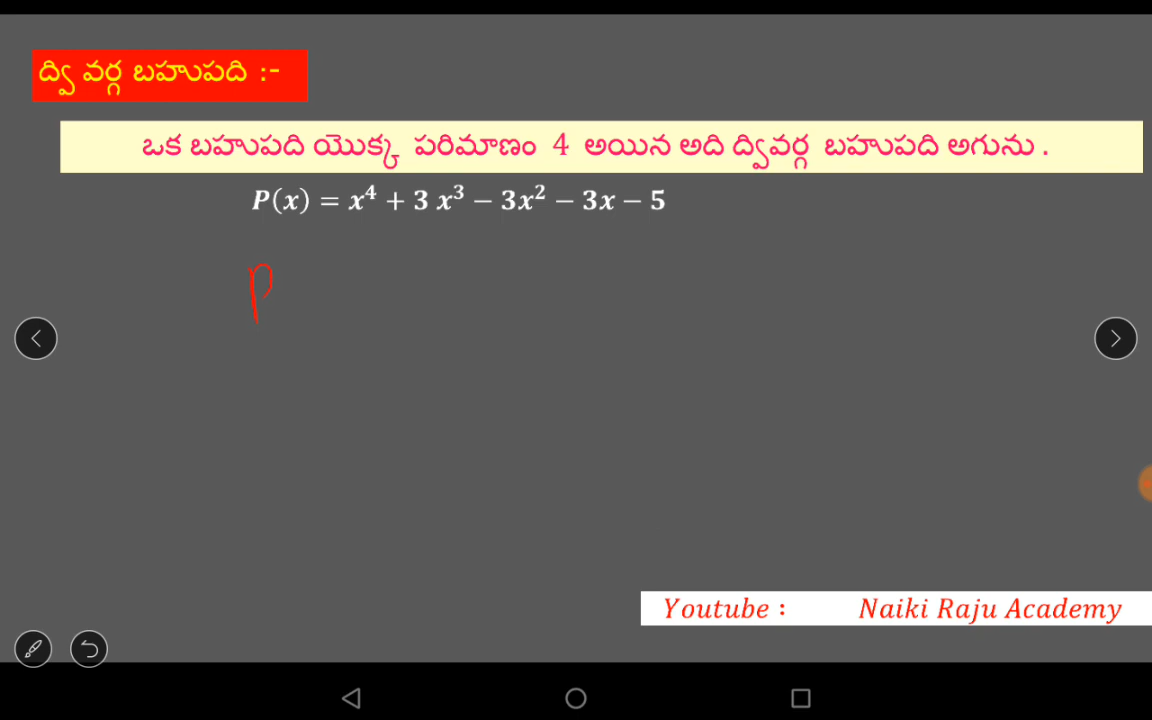 ద్వి వర్గ బహుపది :-
ఒక బహుపది యొక్క పరిమాణం 4 అయిన అది ద్వివర్గ బహుపది అగును .
P(x) = x⁴ + 3 x³ − 3x² − 3x − 5
P
Youtube : Naiki Raju Academy